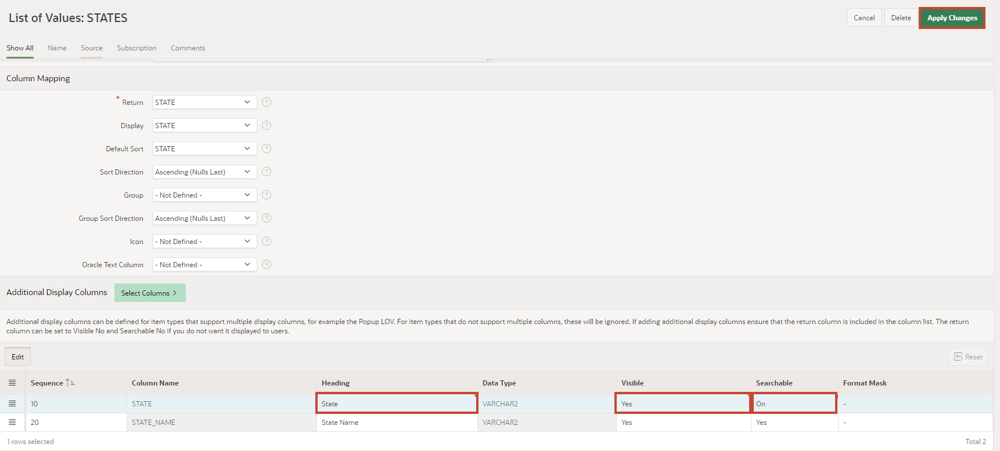 List of Values: STATES
Cancel Delete Apply Changes
Show All Name Source Subscription Comments
Column Mapping
* Return STATE ?
Display STATE ?
Default Sort STATE ?
Sort Direction Ascending (Nulls Last) ?
Group - Not Defined - ?
Group Sort Direction Ascending (Nulls Last) ?
Icon - Not Defined - ?
Oracle Text Column - Not Defined - ?
Additional Display Columns Select Columns >
Additional display columns can be defined for item types that support multiple display columns, for example the Popup LOV. For item types that do not support multiple columns, these will be ignored. If adding additional display columns ensure that the return column is included in the column list. The return
column can be set to Visible No and Searchable No if you do not want it displayed to users.
Edit Reset
Sequence Column Name Heading Data Type Visible Searchable Format Mask
10 STATE State VARCHAR2 Yes On -
20 STATE_NAME State Name VARCHAR2 Yes Yes -
1 rows selected Total 2